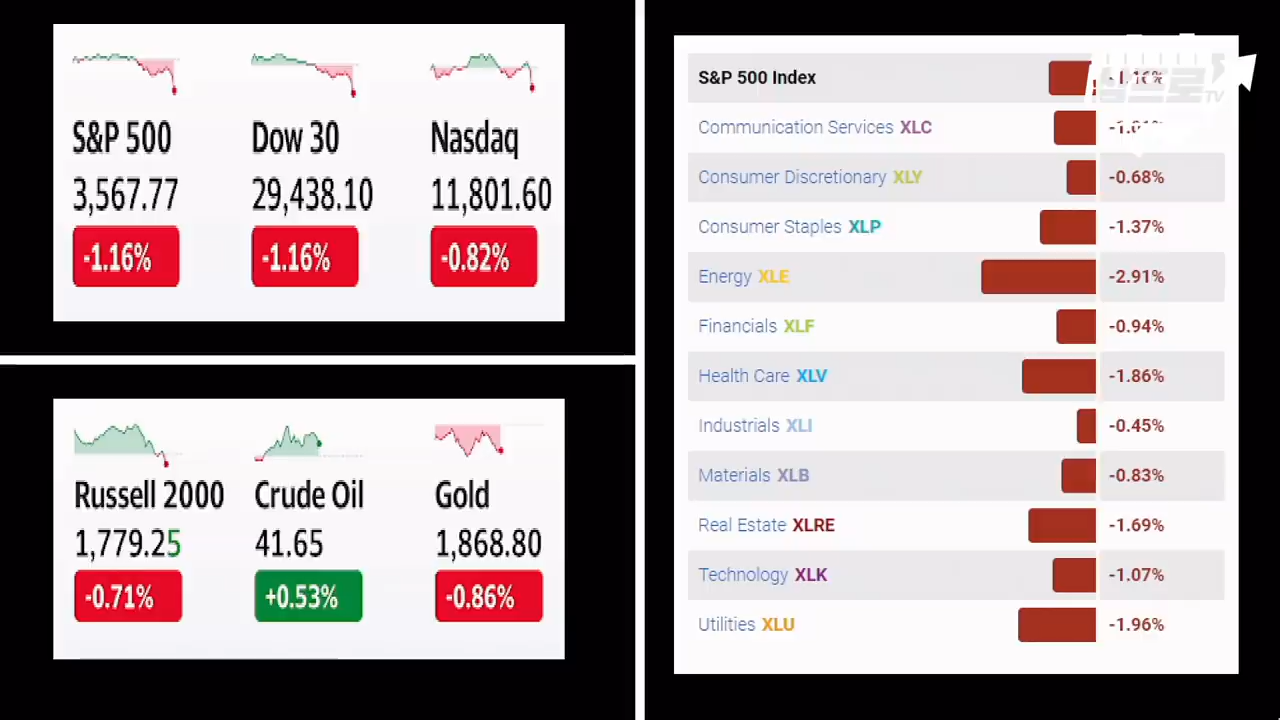 S&P 500 Dow 30 Nasdaq
3,567.77 29,438.10 11,801.60
-1.16% -1.16% -0.82%
Russell 2000 Crude Oil Gold
1,779.25 41.65 1,868.80
-0.71% +0.53% -0.86%
S&P 500 Index -1.16%
Communication Services XLC
Consumer Discretionary XLY -0.68%
Consumer Staples XLP -1.37%
Energy XLE -2.91%
Financials XLF -0.94%
Health Care XLV -1.86%
Industrials XLI -0.45%
Materials XLB -0.83%
Real Estate XLRE -1.69%
Technology XLK -1.07%
Utilities XLU -1.96%
TV